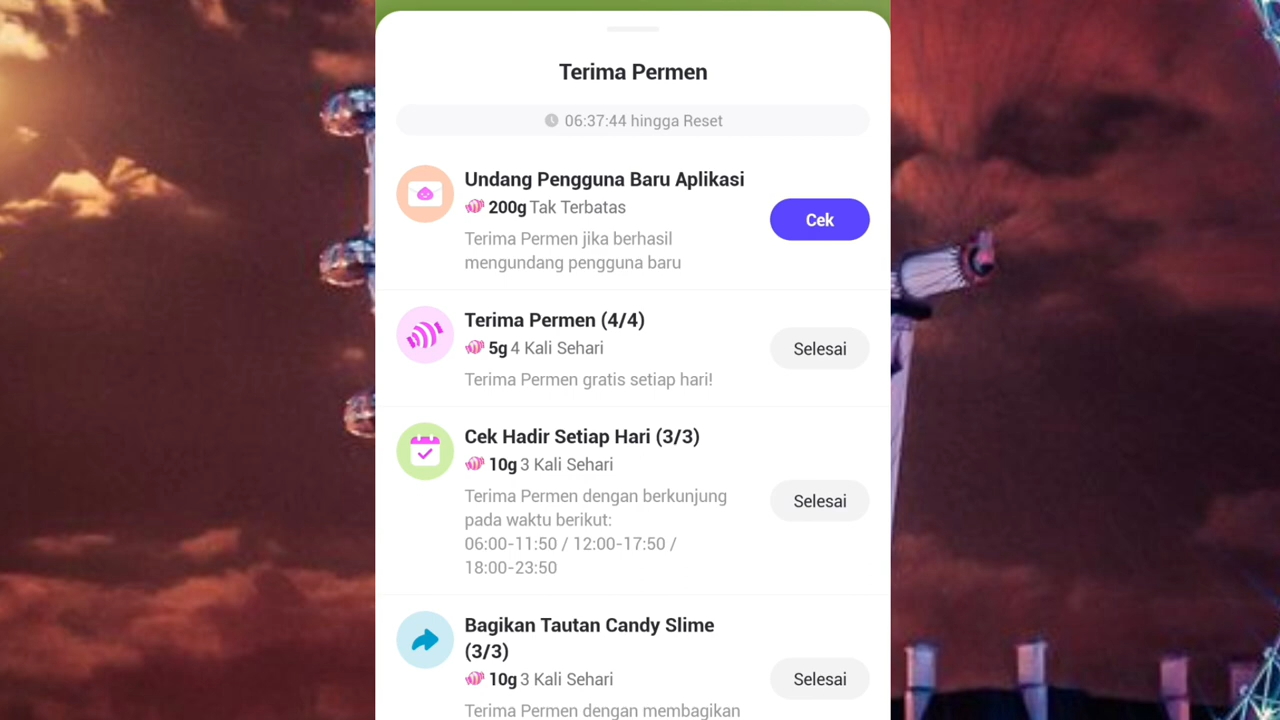 Terima Permen
06:37:44 hingga Reset
Undang Pengguna Baru Aplikasi
200g Tak Terbatas
Terima Permen jika berhasil
mengundang pengguna baru
Cek
Terima Permen (4/4)
5g 4 Kali Sehari
Terima Permen gratis setiap hari!
Selesai
Cek Hadir Setiap Hari (3/3)
10g 3 Kali Sehari
Terima Permen dengan berkunjung
pada waktu berikut:
06:00-11:50 / 12:00-17:50 /
18:00-23:50
Selesai
Bagikan Tautan Candy Slime
(3/3)
10g 3 Kali Sehari
Terima Permen dengan membagikan
Selesai